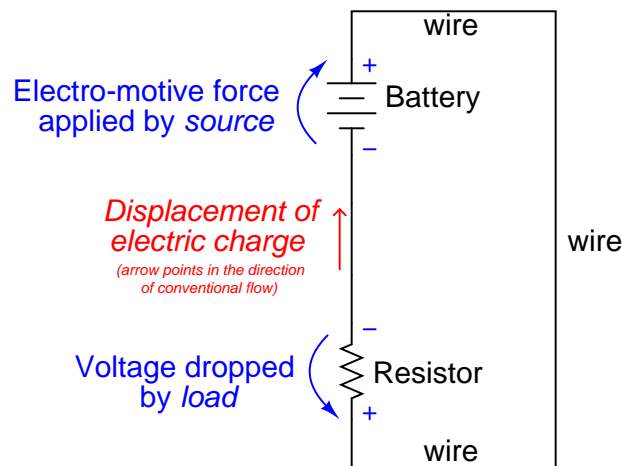 wire
+
Electro-motive force
applied by source
Battery
−
Displacement of
electric charge
(arrow points in the direction
of conventional flow)
wire
−
Voltage dropped
by load
Resistor
+
wire